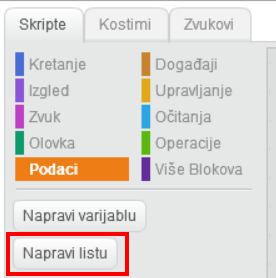 Skripte Kostimi Zvukovi
Kretanje Događaji
Izgled Upravljanje
Zvuk Očitanja
Olovka Operacije
Podaci Više Blokova
Napravi varijablu
Napravi listu